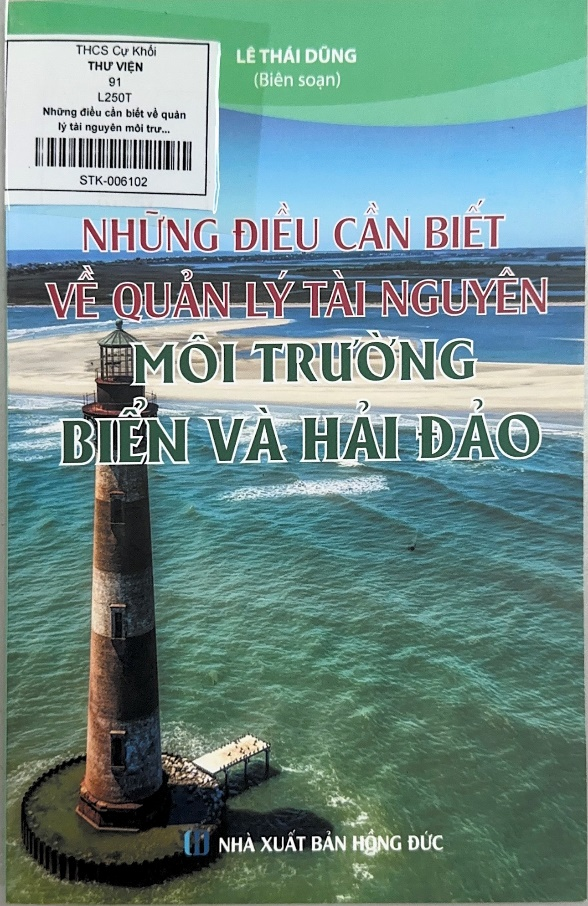 THCS Cự Khối
THƯ VIỆN
91
L250T
Những điều cần biết về quản
lý tài nguyên môi trư...
STK-006102
LÊ THÁI DŨNG
(Biên soạn)
NHỮNG ĐIỀU CẦN BIẾT
VỀ QUẢN LÝ TÀI NGUYÊN
MÔI TRƯỜNG
BIỂN VÀ HẢI ĐẢO
NHÀ XUẤT BẢN HỒNG ĐỨC